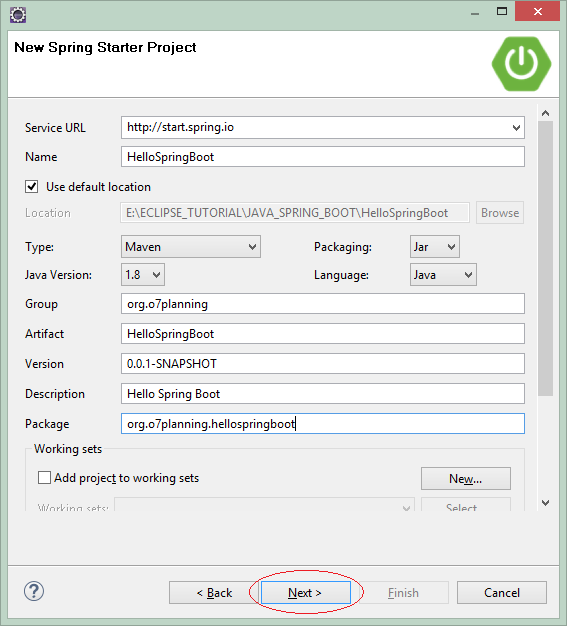 New Spring Starter Project
Service URL http://start.spring.io
Name HelloSpringBoot
Use default location
Location E:\ECLIPSE_TUTORIAL\JAVA_SPRING_BOOT\HelloSpringBoot Browse
Type: Maven Packaging: Jar
Java Version: 1.8 Language: Java
Group org.o7planning
Artifact HelloSpringBoot
Version 0.0.1-SNAPSHOT
Description Hello Spring Boot
Package org.o7planning.hellospringboot
Working sets
Add project to working sets New...
Working sets: Select...
? < Back Next > Finish Cancel